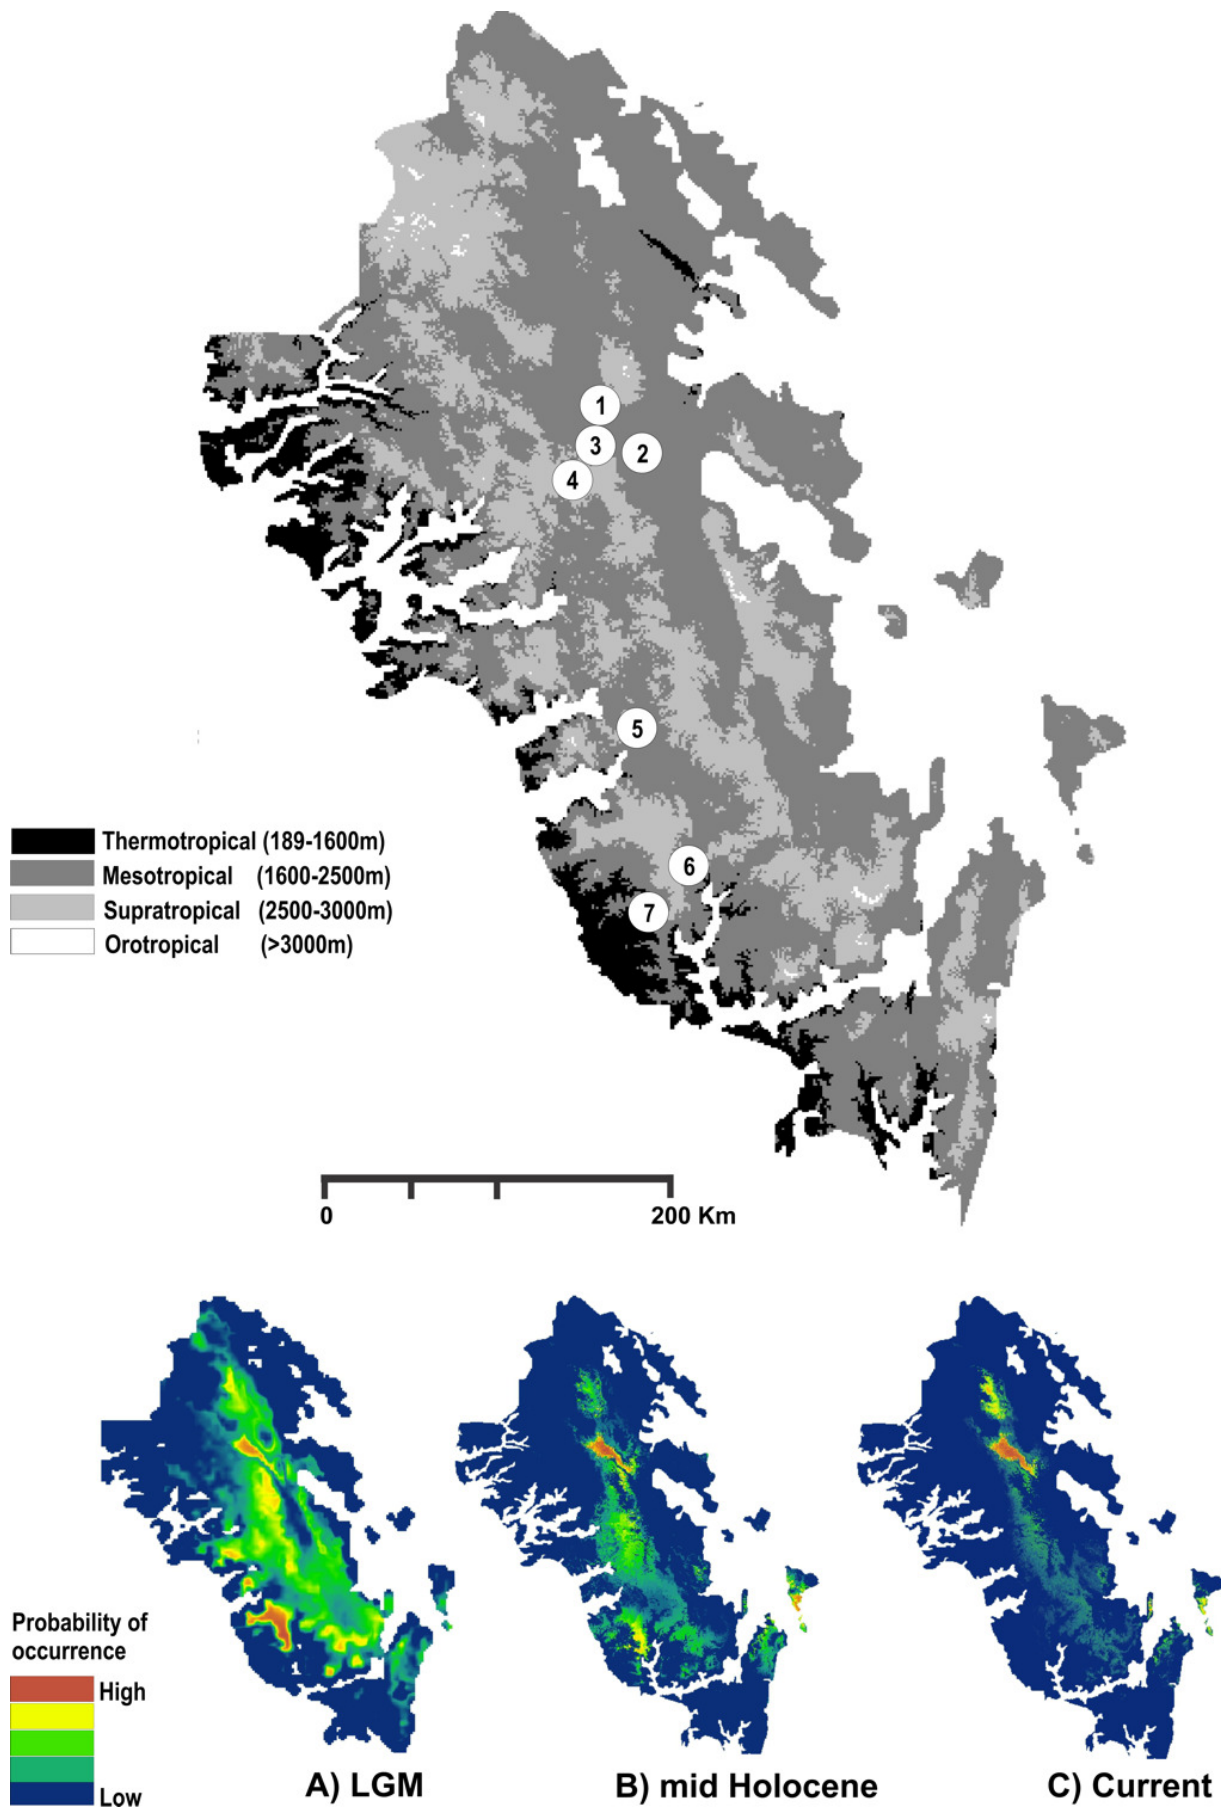 1
3
2
4
5
6
7
Thermotropical (189-1600m)
Mesotropical (1600-2500m)
Supratropical (2500-3000m)
Orotropical (>3000m)
0
200 Km
Probability of
occurrence
High
Low
A) LGM
B) mid Holocene
C) Current